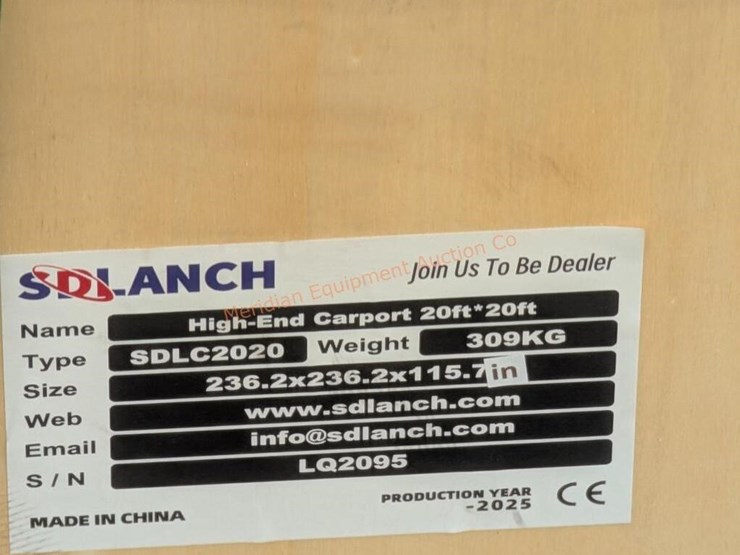 SDLANCH
Join Us To Be Dealer
Meridian Equipment Auction Co
Name High-End Carport 20ft*20ft
Type SDLC2020 Weight 309KG
Size 236.2x236.2x115.7in
Web www.sdlanch.com
Email info@sdlanch.com
S / N LQ2095
PRODUCTION YEAR
-2025
CE
MADE IN CHINA